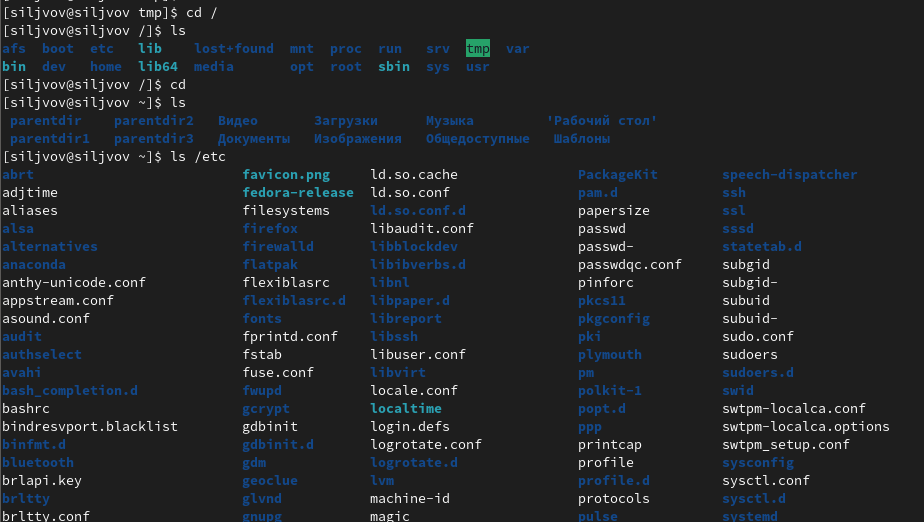 [siljvov@siljvov tmp]$ cd /
[siljvov@siljvov /]$ ls
afs boot etc lib lost+found mnt proc run srv tmp var
bin dev home lib64 media opt root sbin sys usr
[siljvov@siljvov /]$ cd
[siljvov@siljvov ~]$ ls
parentdir parentdir2 Видео Загрузки Музыка 'Рабочий стол'
parentdir1 parentdir3 Документы Изображения Общедоступные Шаблоны
[siljvov@siljvov ~]$ ls /etc
abrt favicon.png ld.so.cache PackageKit speech-dispatcher
adjtime fedora-release ld.so.conf pam.d ssh
aliases filesystems ld.so.conf.d papersize ssl
alsa firefox libaudit.conf passwd sssd
alternatives firewalld libblockdev passwd- statetab.d
anaconda flatpak libibverbs.d passwdqc.conf subgid
anthy-unicode.conf flexiblasrc libnl pinforc subgid-
appstream.conf flexiblasrc.d libpaper.d pkcs11 subuid
asound.conf fonts libreport pkgconfig subuid-
audit fprintd.conf libssh pki sudo.conf
authselect fstab libuser.conf plymouth sudoers
avahi fuse.conf libvirt pm sudoers.d
bash_completion.d fwupd locale.conf polkit-1 swid
bashrc gcrypt localtime popt.d swtpm-localca.conf
bindresvport.blacklist gdbinit login.defs ppp swtpm-localca.options
binfmt.d gdbinit.d logrotate.conf printcap swtpm_setup.conf
bluetooth gdm logrotate.d profile sysconfig
brlapi.key geoclue lvm profile.d sysctl.conf
brltty glvnd machine-id protocols sysctl.d
brltty.conf gnupg magic pulse systemd